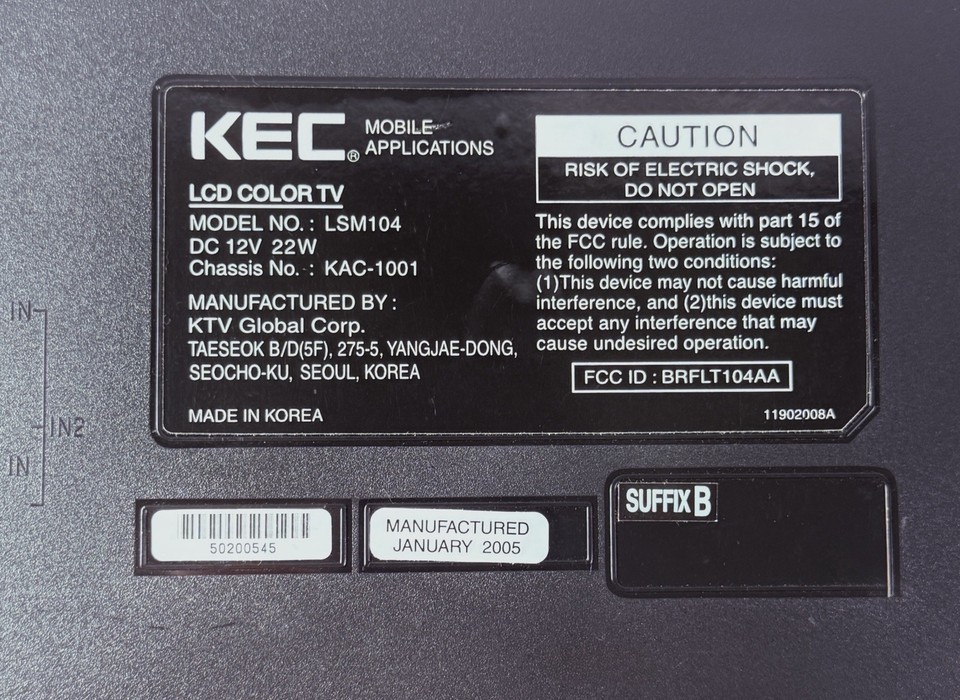 KEC®
MOBILE
APPLICATIONS
LCD COLOR TV
MODEL NO. : LSM104
DC 12V 22W
Chassis No. : KAC-1001
MANUFACTURED BY :
KTV Global Corp.
TAESEOK B/D(5F), 275-5, YANGJAE-DONG,
SEOCHO-KU, SEOUL, KOREA
MADE IN KOREA
CAUTION
RISK OF ELECTRIC SHOCK,
DO NOT OPEN
This device complies with part 15 of
the FCC rule. Operation is subject to
the following two conditions:
(1)This device may not cause harmful
interference, and (2)this device must
accept any interference that may
cause undesired operation.
FCC ID : BRFLT104AA
11902008A
IN
IN2
IN
50200545
MANUFACTURED
JANUARY 2005
SUFFIX B